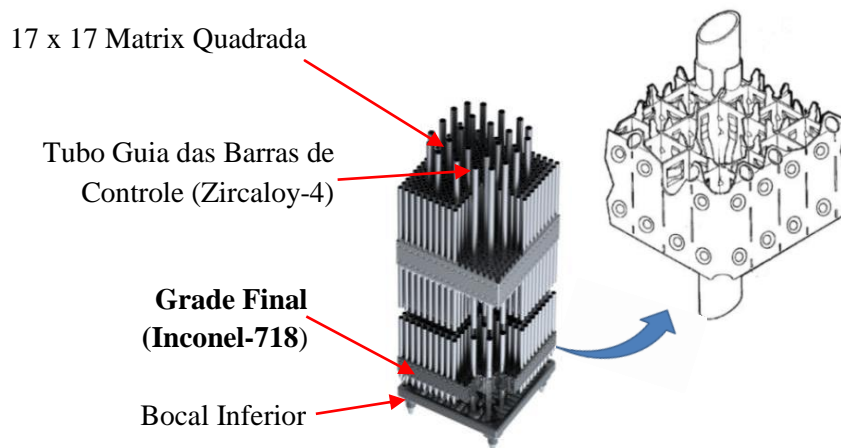 17 x 17 Matrix Quadrada
Tubo Guia das Barras de
Controle (Zircaloy-4)
Grade Final
(Inconel-718)
Bocal Inferior